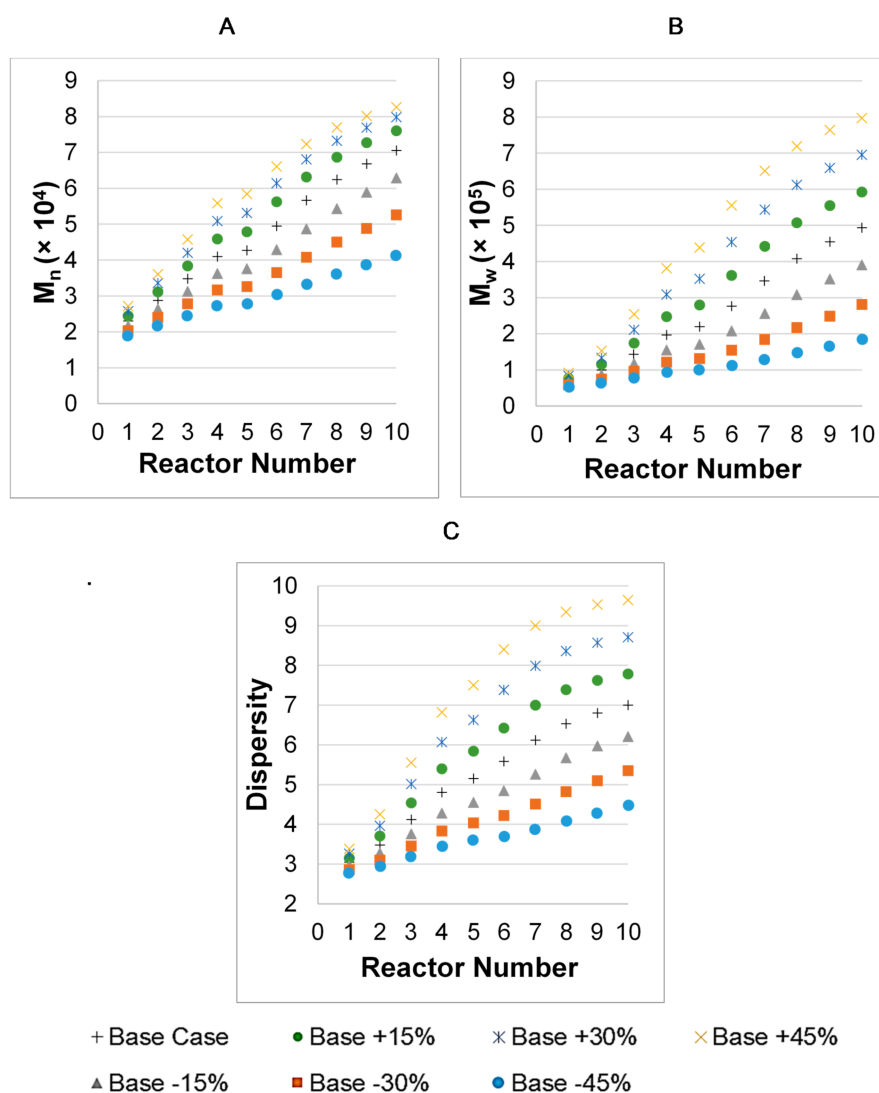 A
9
8
7
6
5
4
3
2
1
0
Mn (× 10⁴)
0 1 2 3 4 5 6 7 8 9 10
Reactor Number
B
9
8
7
6
5
4
3
2
1
0
Mw (× 10⁵)
0 1 2 3 4 5 6 7 8 9 10
Reactor Number
C
10
9
8
7
6
5
4
3
2
Dispersity
0 1 2 3 4 5 6 7 8 9 10
Reactor Number
Base Case Base +15% Base +30% Base +45%
Base -15% Base -30% Base -45%